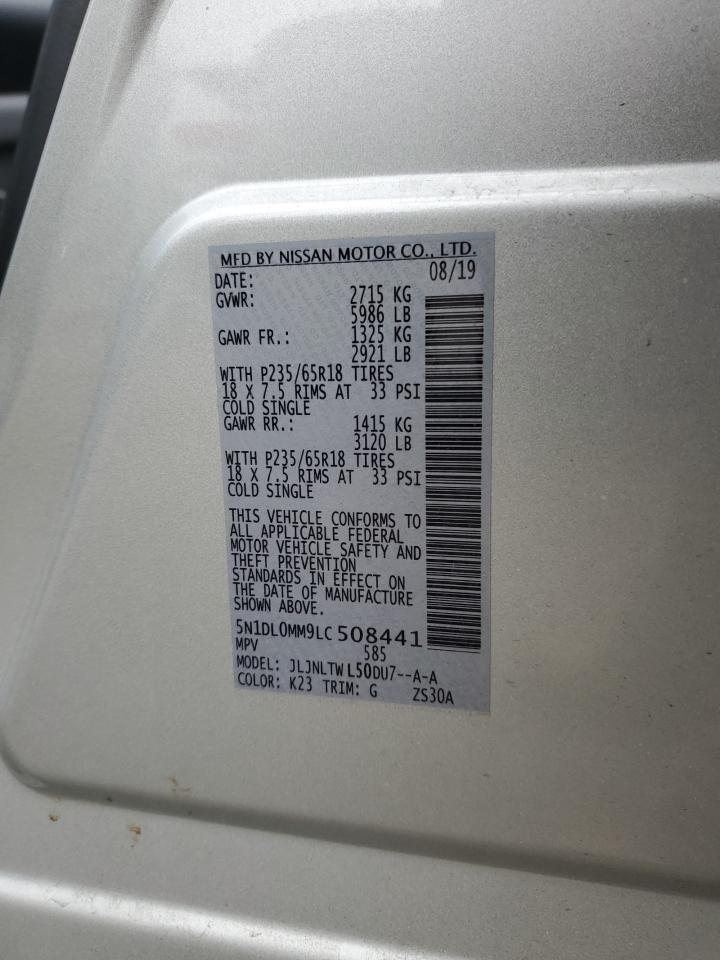 MFD BY NISSAN MOTOR CO., LTD.
DATE: 08/19
GVWR: 2715 KG
5986 LB
GAWR FR.: 1325 KG
2921 LB
WITH P235/65R18 TIRES
18 X 7.5 RIMS AT 33 PSI
COLD SINGLE
GAWR RR.: 1415 KG
3120 LB
WITH P235/65R18 TIRES
18 X 7.5 RIMS AT 33 PSI
COLD SINGLE
THIS VEHICLE CONFORMS TO
ALL APPLICABLE FEDERAL
MOTOR VEHICLE SAFETY AND
THEFT PREVENTION
STANDARDS IN EFFECT ON
THE DATE OF MANUFACTURE
SHOWN ABOVE.
5N1DL0MM9LC508441
MPV 585
MODEL: JLJNLTWL50DU7--A-A
COLOR: K23 TRIM: G ZS30A